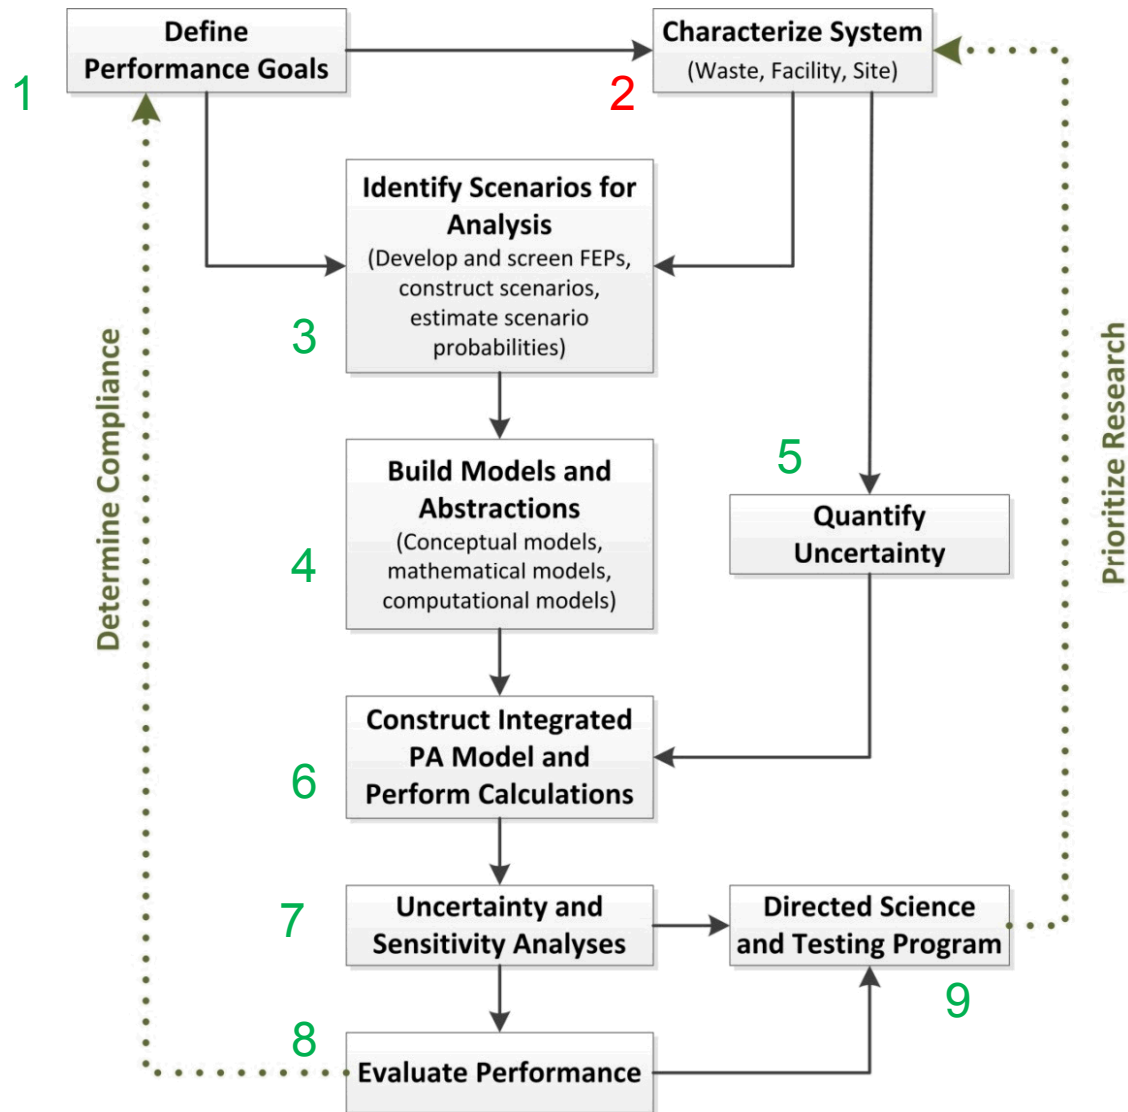 Define
Performance Goals
1
Characterize System
(Waste, Facility, Site)
2
Identify Scenarios for
Analysis
(Develop and screen FEPs,
construct scenarios,
estimate scenario
probabilities)
3
Build Models and
Abstractions
(Conceptual models,
mathematical models,
computational models)
4
5
Quantify
Uncertainty
Construct Integrated
PA Model and
Perform Calculations
6
7
Uncertainty and
Sensitivity Analyses
Directed Science
and Testing Program
9
8
Evaluate Performance
Determine Compliance
Prioritize Research